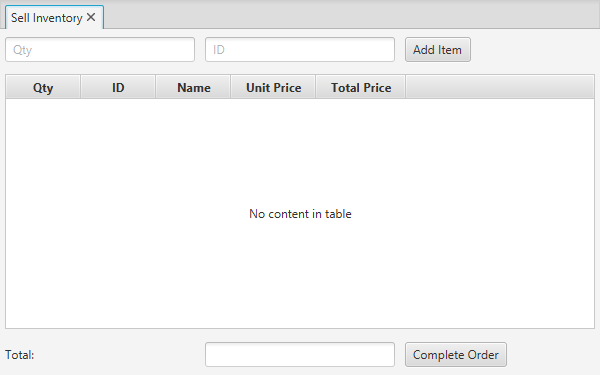 Sell Inventory
Qty ID Add Item
Qty ID Name Unit Price Total Price
No content in table
Total: Complete Order